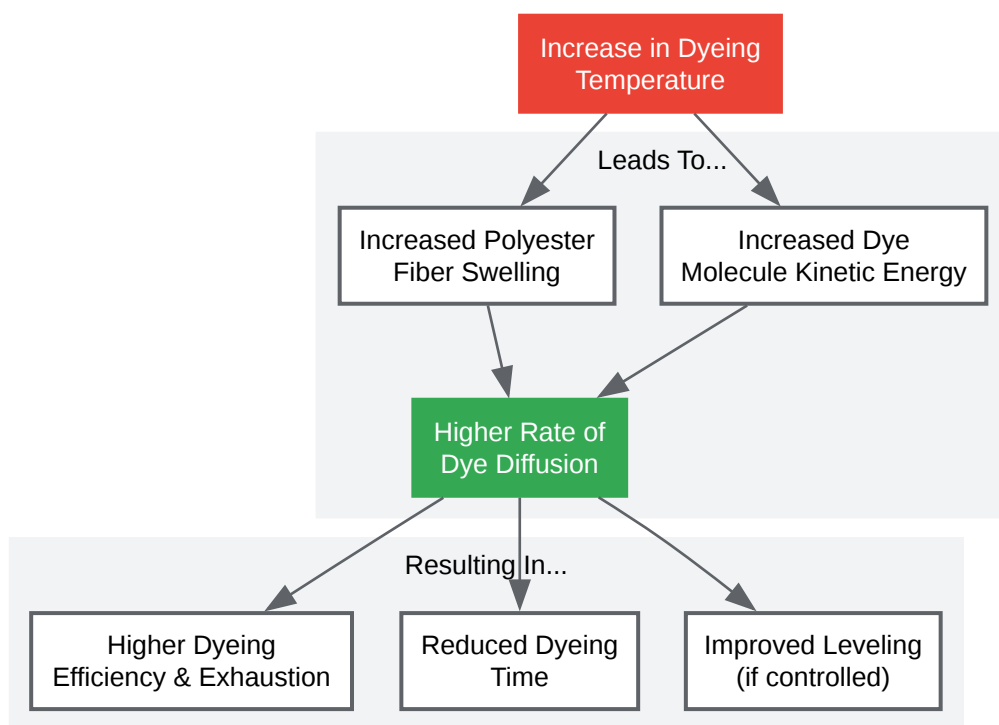 Increase in Dyeing
Temperature
Leads To...
Increased Polyester
Fiber Swelling
Increased Dye
Molecule Kinetic Energy
Higher Rate of
Dye Diffusion
Resulting In...
Higher Dyeing
Efficiency & Exhaustion
Reduced Dyeing
Time
Improved Leveling
(if controlled)